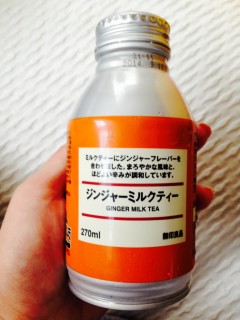 ミルクティーにジンジャーフレーバーを
合わせました。まろやかな風味と、
ほどよい辛みが調和しています。
ジンジャーミルクティー
GINGER MILK TEA
270ml
無印良品